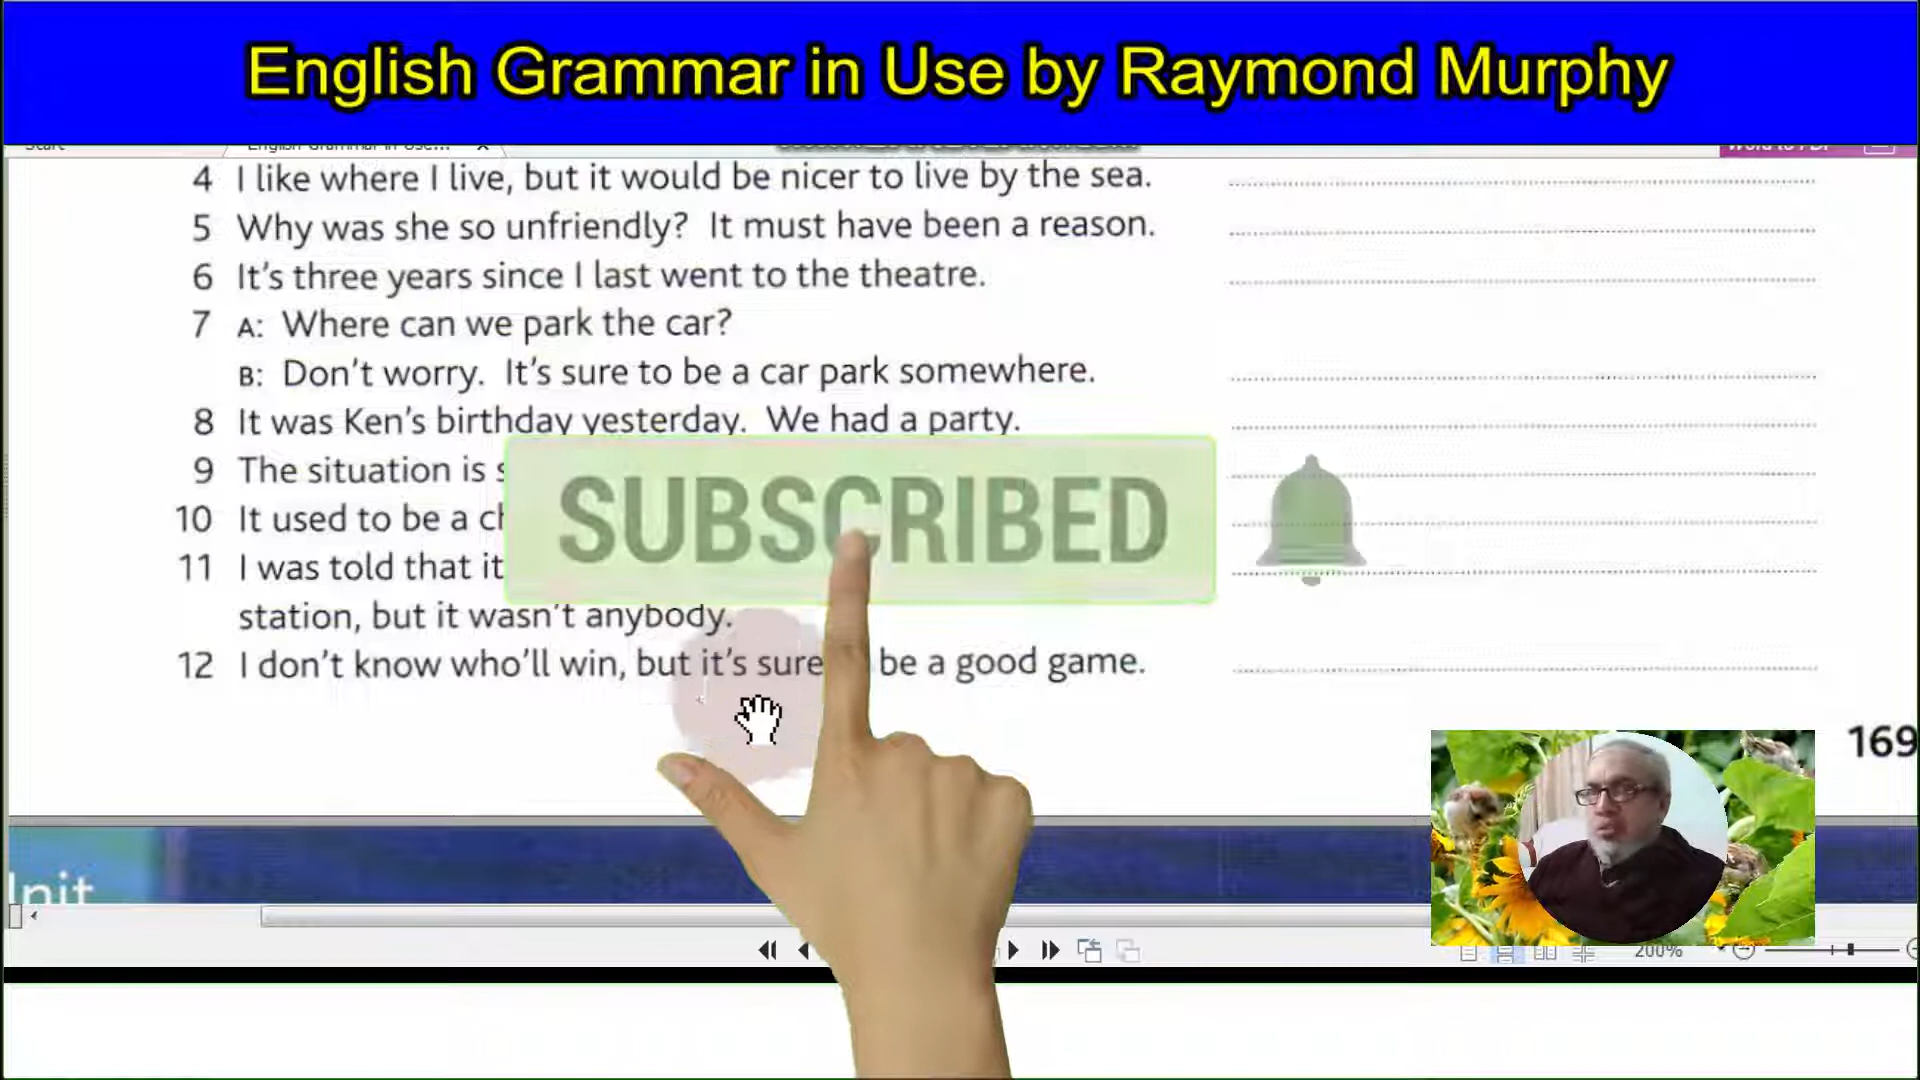 English Grammar in Use by Raymond Murphy
4 I like where I live, but it would be nicer to live by the sea.
5 Why was she so unfriendly? It must have been a reason.
6 It's three years since I last went to the theatre.
7 A: Where can we park the car?
B: Don't worry. It's sure to be a car park somewhere.
8 It was Ken's birthday yesterday. We had a party.
9 The situation is
10 It used to be a
11 I was told that it
SUBSCRIBED
station, but it wasn't anybody.
12 I don't know who'll win, but it's sure be a good game.
169
200%